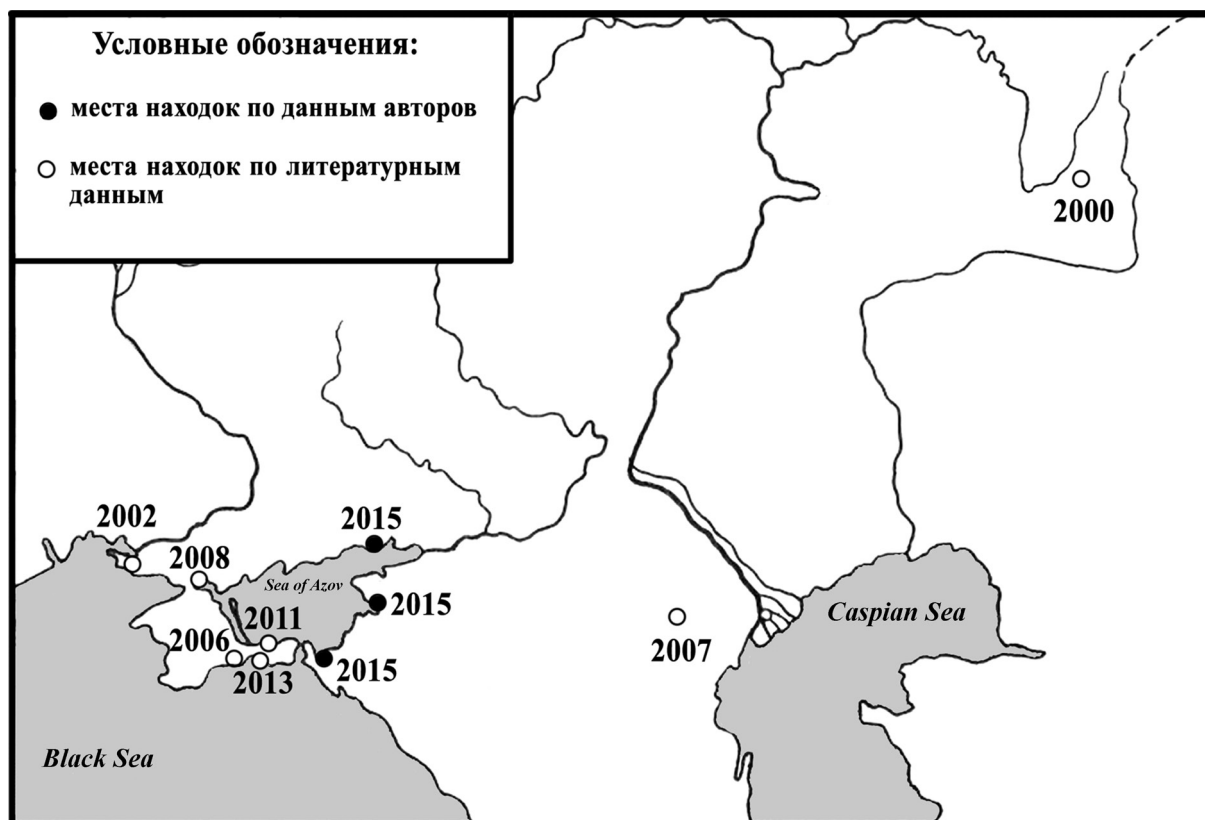 Условные обозначения:
места находок по данным авторов
места находок по литературным
данным
2000
2002
2015
2008
Sea of Azov
2015
2011
2006
2013
2015
2007
Caspian Sea
Black Sea